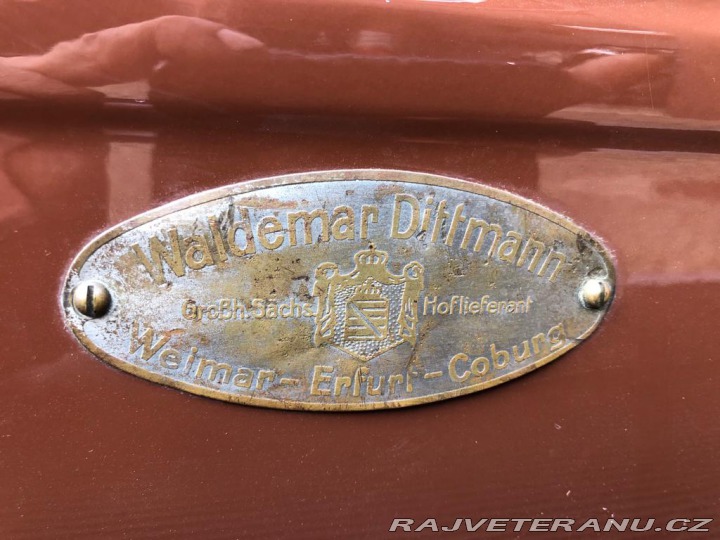 Waldemar Dittmann
Großh. Sächs. Hoflieferant
Weimar - Erfurt - Coburg
RAJVETERANU.CZ